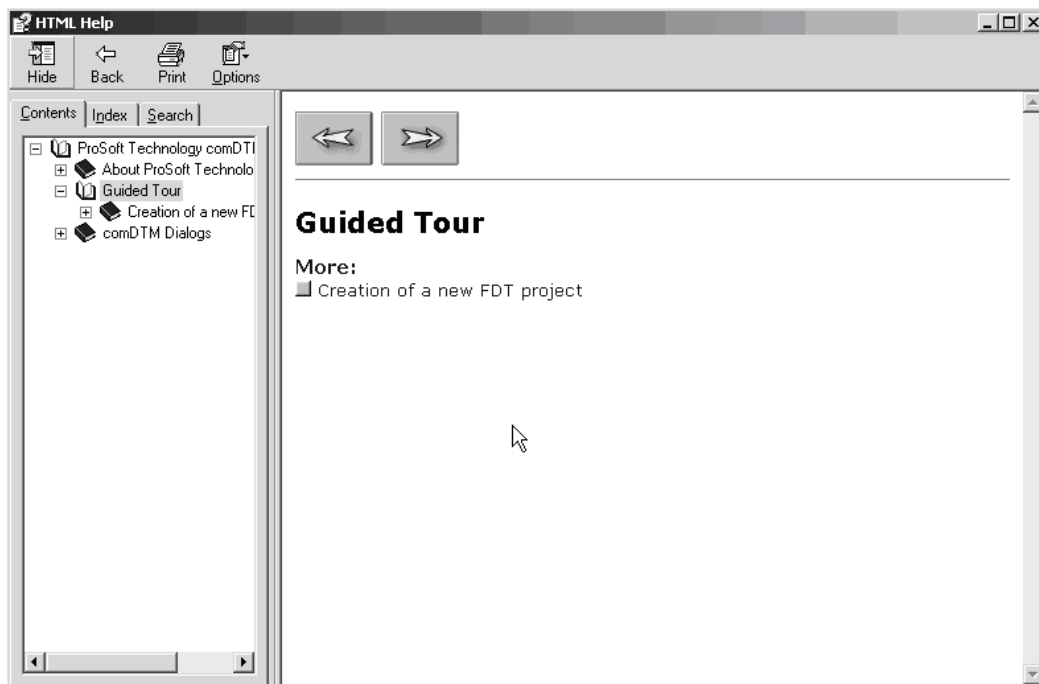 HTML Help
Hide Back Print Options
Contents Index Search
ProSoft Technology comDT
About ProSoft Technolo
Guided Tour
Creation of a new FD
comDTM Dialogs
Guided Tour
More:
Creation of a new FDT project